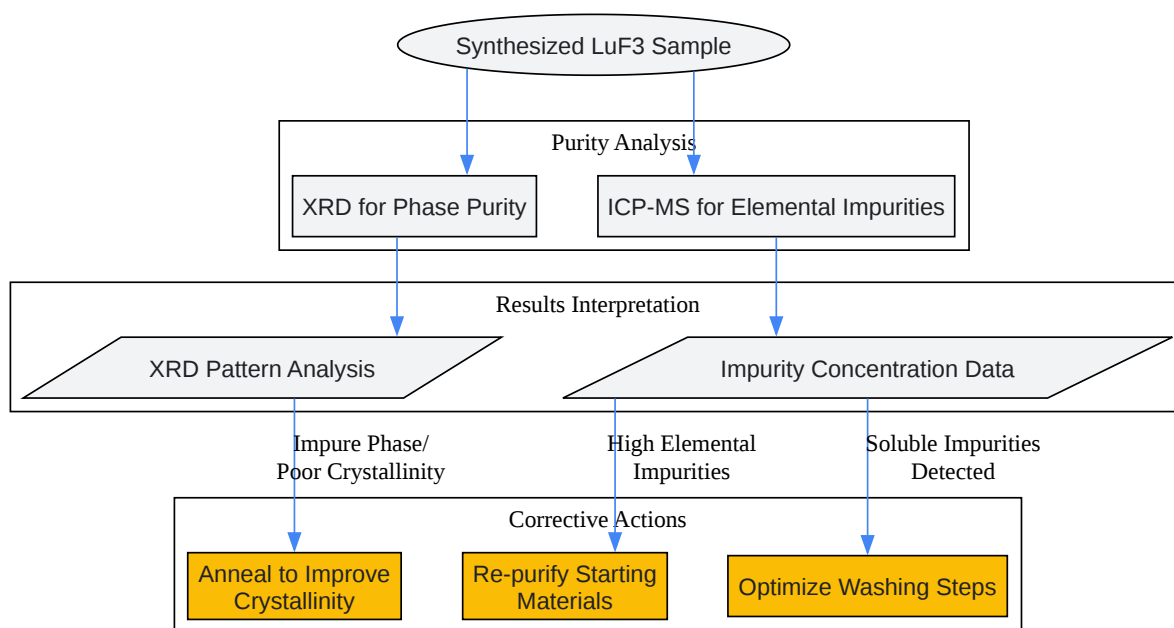 Synthesized LuF3 Sample
Purity Analysis
XRD for Phase Purity
ICP-MS for Elemental Impurities
Results Interpretation
XRD Pattern Analysis
Impurity Concentration Data
Impure Phase/
Poor Crystallinity
High Elemental
Impurities
Soluble Impurities
Detected
Corrective Actions
Anneal to Improve
Crystallinity
Re-purify Starting
Materials
Optimize Washing Steps